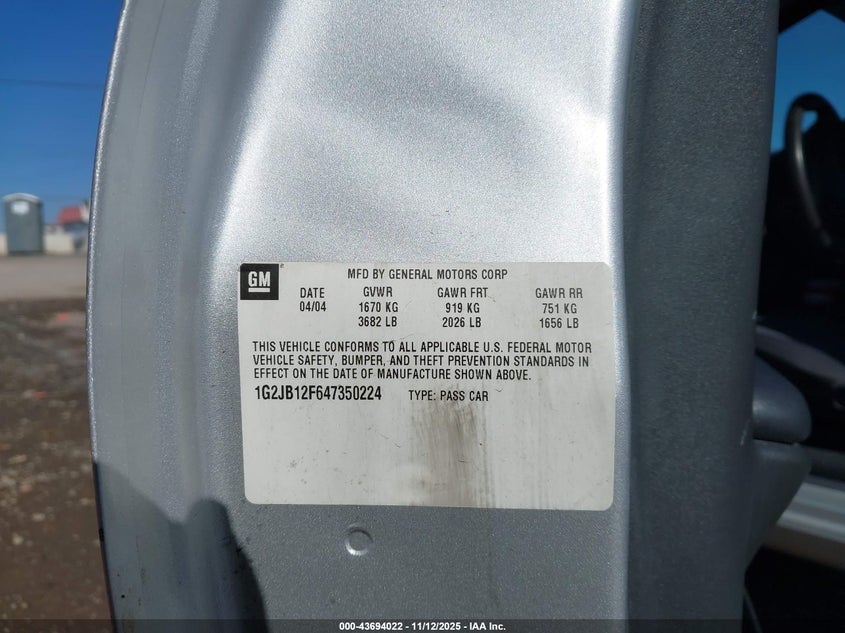 GM
MFD BY GENERAL MOTORS CORP
DATE GVWR GAWR FRT GAWR RR
04/04 1670 KG 919 KG 751 KG
3682 LB 2026 LB 1656 LB
THIS VEHICLE CONFORMS TO ALL APPLICABLE U.S. FEDERAL MOTOR
VEHICLE SAFETY, BUMPER, AND THEFT PREVENTION STANDARDS IN
EFFECT ON THE DATE OF MANUFACTURE SHOWN ABOVE.
1G2JB12F647350224 TYPE: PASS CAR
000-43694022 - 11/12/2025 - IAA Inc.